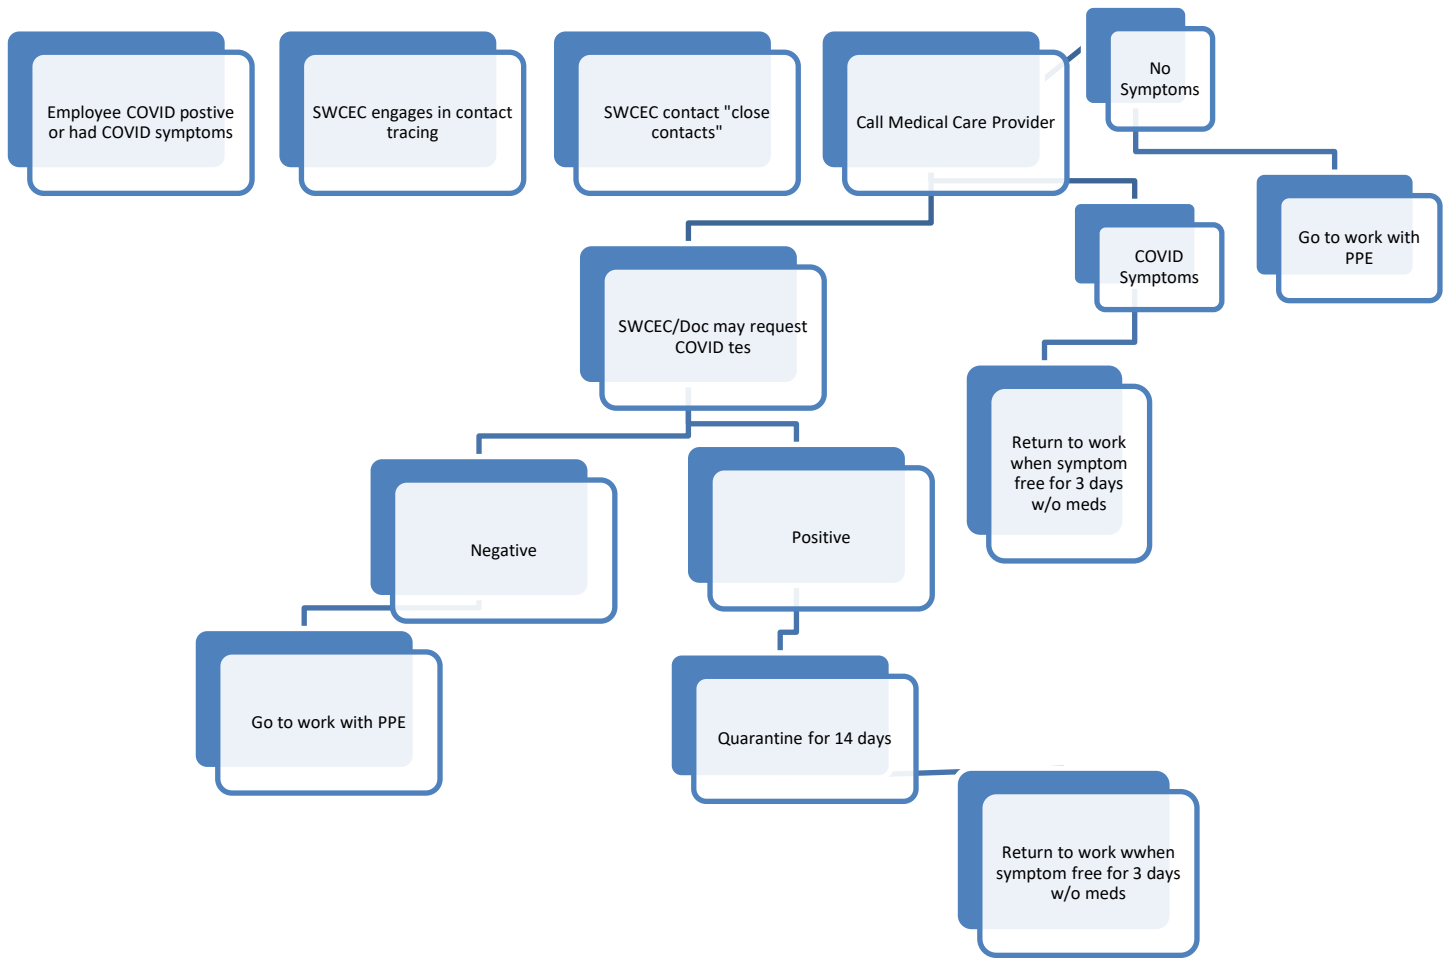 Employee COVID postive
or had COVID symptoms
SWCEC engages in contact
tracing
SWCEC contact "close
contacts"
Call Medical Care Provider
No
Symptoms
Go to work with
PPE
COVID
Symptoms
SWCEC/Doc may request
COVID tes
Return to work
when symptom
free for 3 days
w/o meds
Negative
Positive
Go to work with PPE
Quarantine for 14 days
Return to work wwhen
symptom free for 3 days
w/o meds